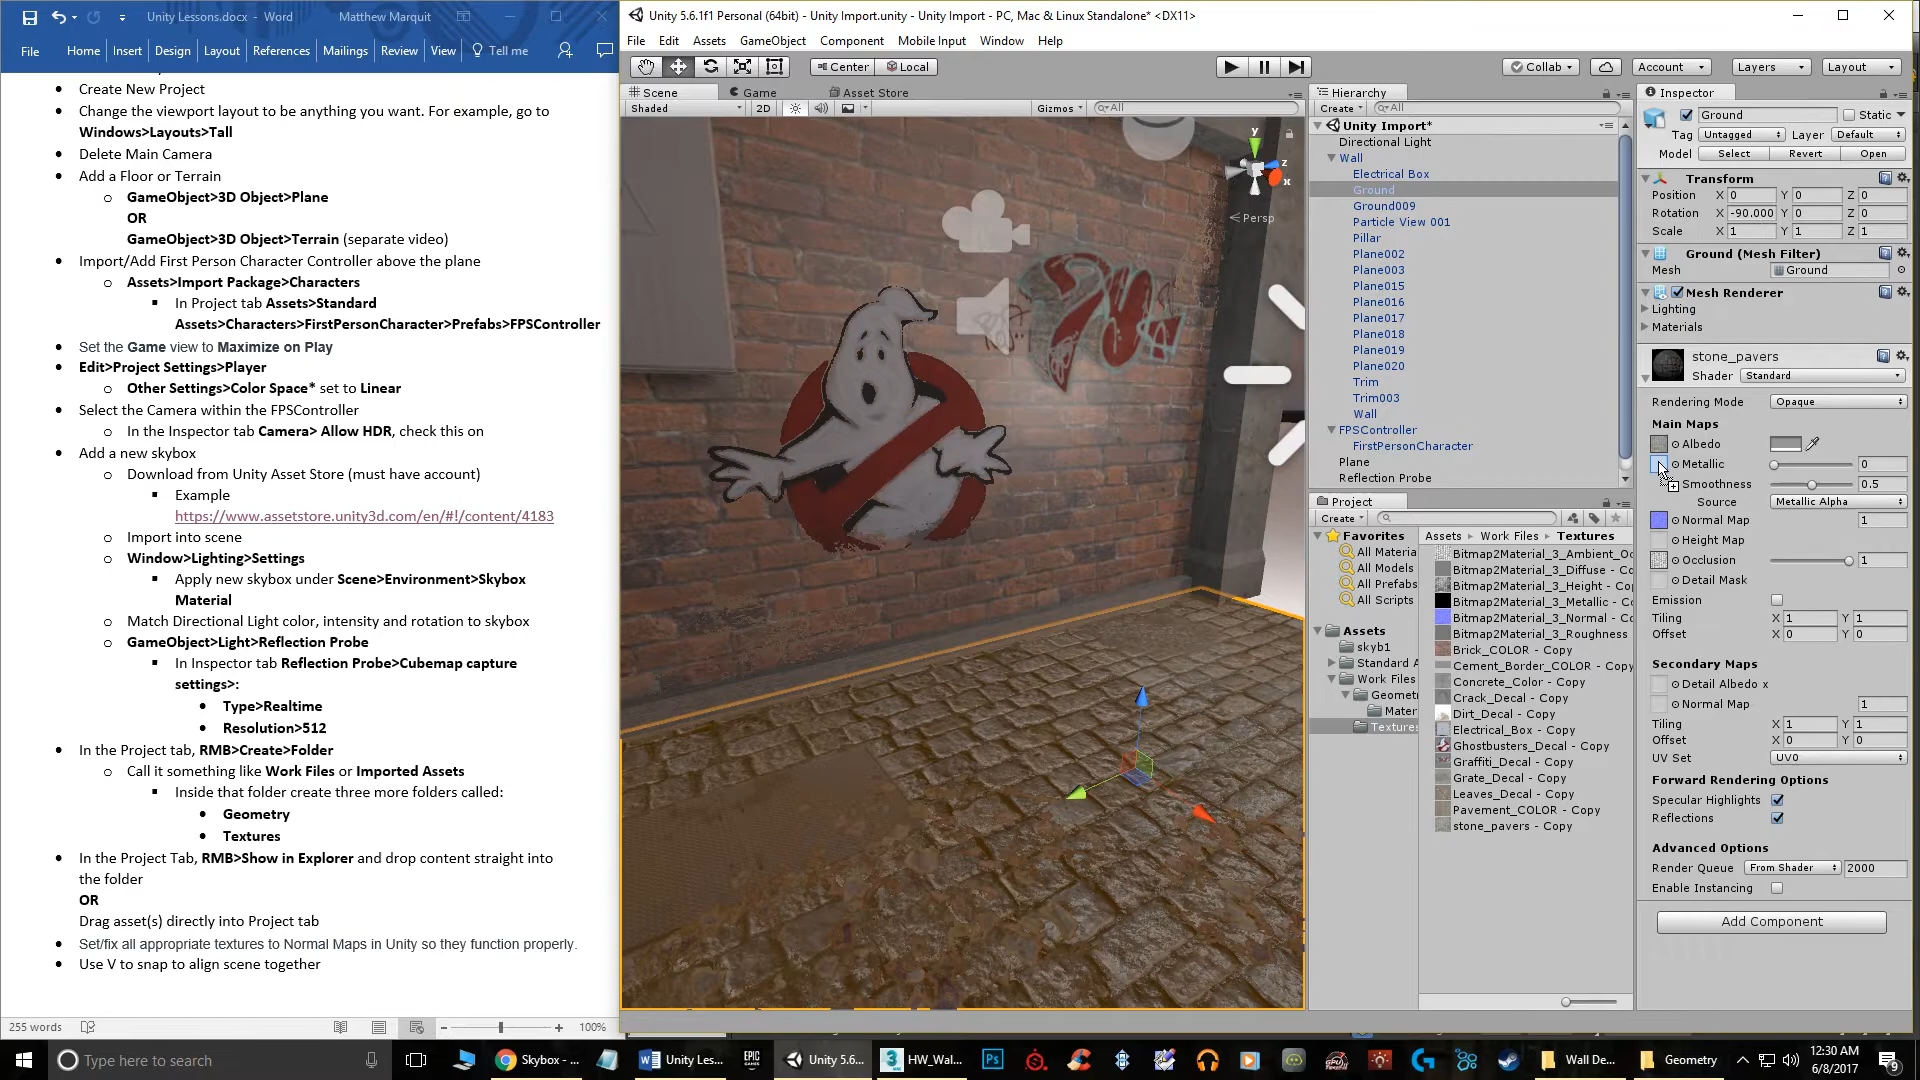 Unity Lessons.docx - Word
Matthew Marquit
File Home Insert Design Layout References Mailings Review View Tell me
Create New Project
Change the viewport layout to be anything you want. For example, go to
Windows>Layouts>Tall
Delete Main Camera
Add a Floor or Terrain
GameObject>3D Object>Plane
OR
GameObject>3D Object>Terrain (separate video)
Import/Add First Person Character Controller above the plane
Assets>Import Package>Characters
In Project tab Assets>Standard
Assets>Characters>FirstPersonCharacter>Prefabs>FPSController
Set the Game view to Maximize on Play
Edit>Project Settings>Player
Other Settings>Color Space* set to Linear
Select the Camera within the FPSController
In the Inspector tab Camera> Allow HDR, check this on
Add a new skybox
Download from Unity Asset Store (must have account)
Example
https://www.assetstore.unity3d.com/en/#!/content/4183
Import into scene
Window>Lighting>Settings
Apply new skybox under Scene>Environment>Skybox
Material
Match Directional Light color, intensity and rotation to skybox
GameObject>Light>Reflection Probe
In Inspector tab Reflection Probe>Cubemap capture
settings>:
Type>Realtime
Resolution>512
In the Project tab, RMB>Create>Folder
Call it something like Work Files or Imported Assets
Inside that folder create three more folders called:
Geometry
Textures
In the Project Tab, RMB>Show in Explorer and drop content straight into
the folder
OR
Drag asset(s) directly into Project tab
Set/fix all appropriate textures to Normal Maps in Unity so they function properly.
Use V to snap to align scene together
255 words
100%
Unity 5.6.1f1 Personal (64bit) - Unity Import.unity - Unity Import - PC, Mac & Linux Standalone* <DX11>
File Edit Assets GameObject Component Mobile Input Window Help
Center Local
Collab Account Layers Layout
Scene Game Asset Store
Shaded 2D Gizmos All
y
z
x
Persp
Hierarchy
Create All
Unity Import*
Directional Light
Wall
Electrical Box
Ground
Ground009
Particle View 001
Pillar
Plane002
Plane003
Plane015
Plane016
Plane017
Plane018
Plane019
Plane020
Trim
Trim003
Wall
FPSController
FirstPersonCharacter
Plane
Reflection Probe
Project
Create
Favorites
All Materia
All Models
All Prefabs
All Scripts
Assets
skyb1
Standard A
Work Files
Geometr
Mater
Textures
Assets Work Files Textures
Bitmap2Material_3_Ambient_Oc
Bitmap2Material_3_Diffuse - Co
Bitmap2Material_3_Height - Cop
Bitmap2Material_3_Metallic - Co
Bitmap2Material_3_Normal - Co
Bitmap2Material_3_Roughness
Brick_COLOR - Copy
Cement_Border_COLOR - Copy
Concrete_Color - Copy
Crack_Decal - Copy
Dirt_Decal - Copy
Electrical_Box - Copy
Ghostbusters_Decal - Copy
Graffiti_Decal - Copy
Grate_Decal - Copy
Leaves_Decal - Copy
Pavement_COLOR - Copy
stone_pavers - Copy
Inspector
Ground Static
Tag Untagged Layer Default
Model Select Revert Open
Transform
Position X 0 Y 0 Z 0
Rotation X -90.000 Y 0 Z 0
Scale X 1 Y 1 Z 1
Ground (Mesh Filter)
Mesh Ground
Mesh Renderer
Lighting
Materials
stone_pavers
Shader Standard
Rendering Mode Opaque
Main Maps
Albedo
Metallic 0
Smoothness 0.5
Source Metallic Alpha
Normal Map 1
Height Map
Occlusion 1
Detail Mask
Emission
Tiling X 1 Y 1
Offset X 0 Y 0
Secondary Maps
Detail Albedo x
Normal Map 1
Tiling X 1 Y 1
Offset X 0 Y 0
UV Set UV0
Forward Rendering Options
Specular Highlights
Reflections
Advanced Options
Render Queue From Shader 2000
Enable Instancing
Add Component
Type here to search
Skybox - ...
Unity Les...
Unity 5.6...
HW_Wal...
Wall De...
Geometry
12:30 AM
6/8/2017
9